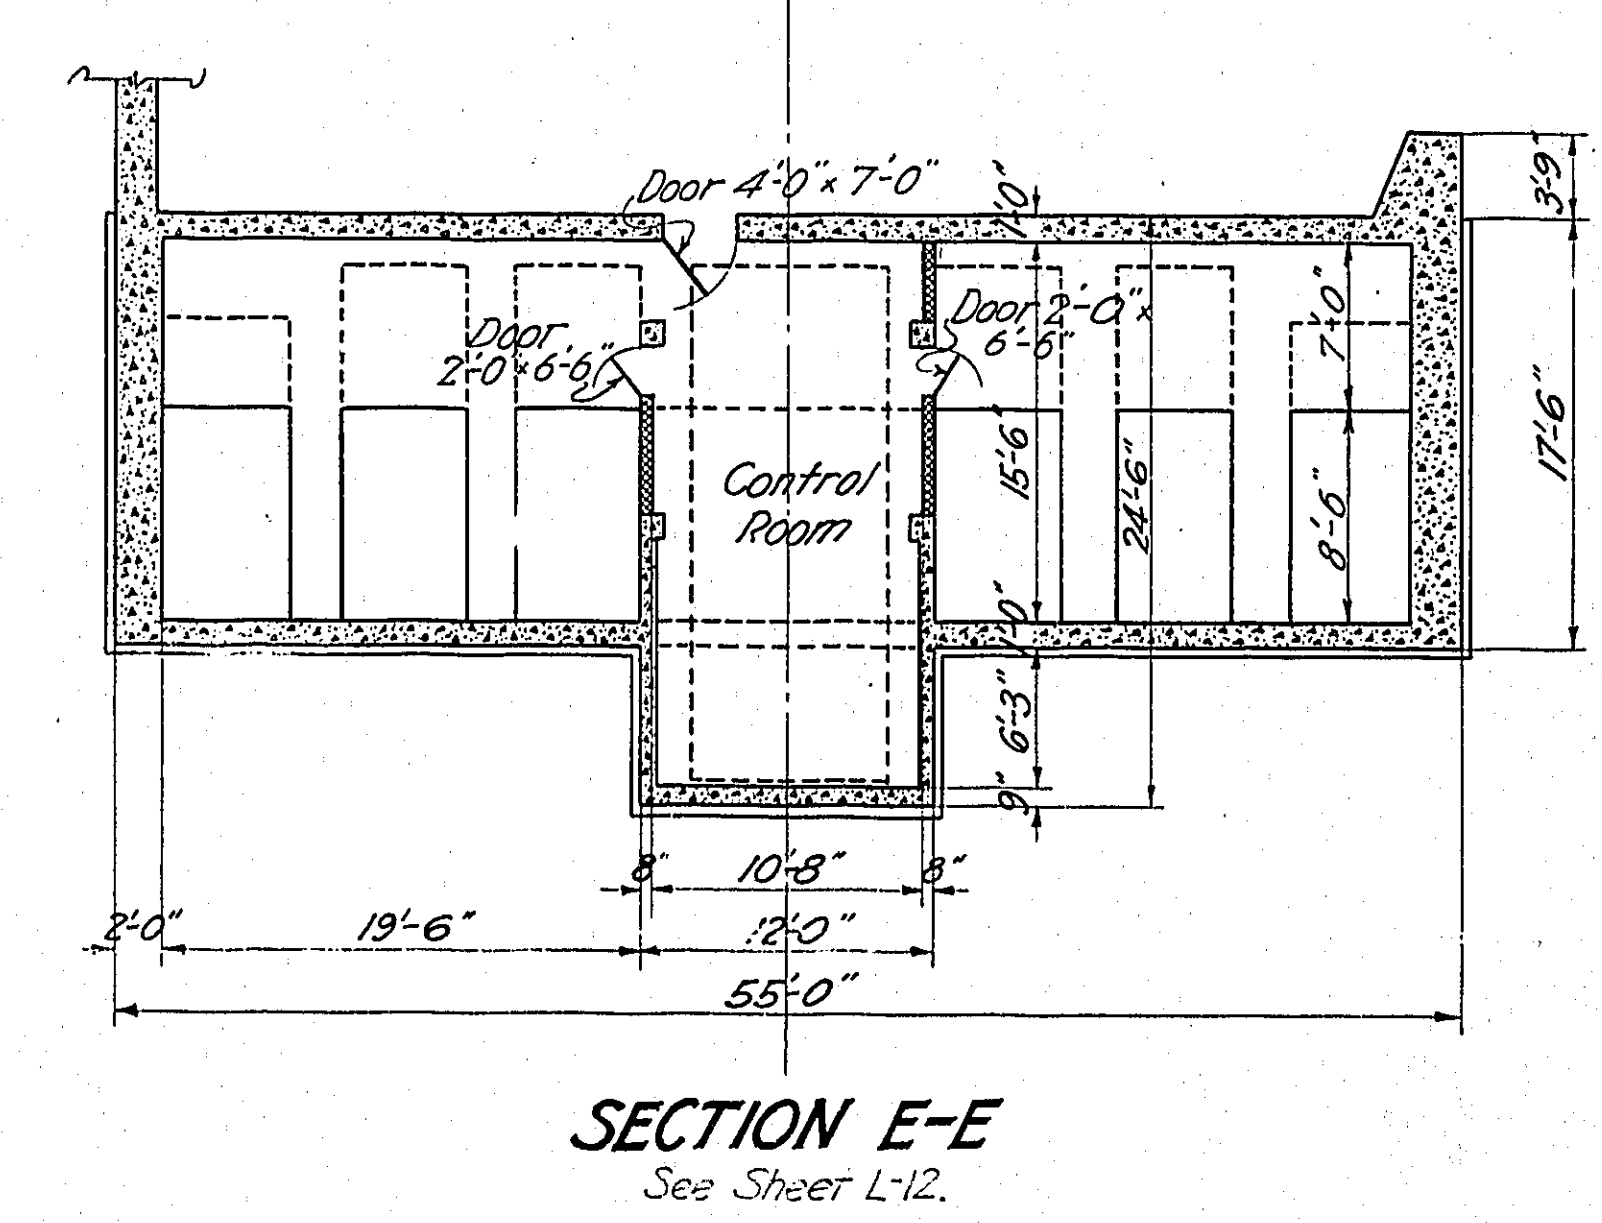 Door 4'-0" x 7'-0"
1'-0"
3'-9"
Door
2'-0" x 6'-6"
Door 2'-0" x
6'-6"
7'-0"
17'-6"
Control
Room
15'-6"
24'-6"
8'-6"
1'-0"
6'-3"
9"
8"
10'-8"
8"
2'-0"
19'-6"
12'-0"
55'-0"
SECTION E-E
See Sheet L-12.